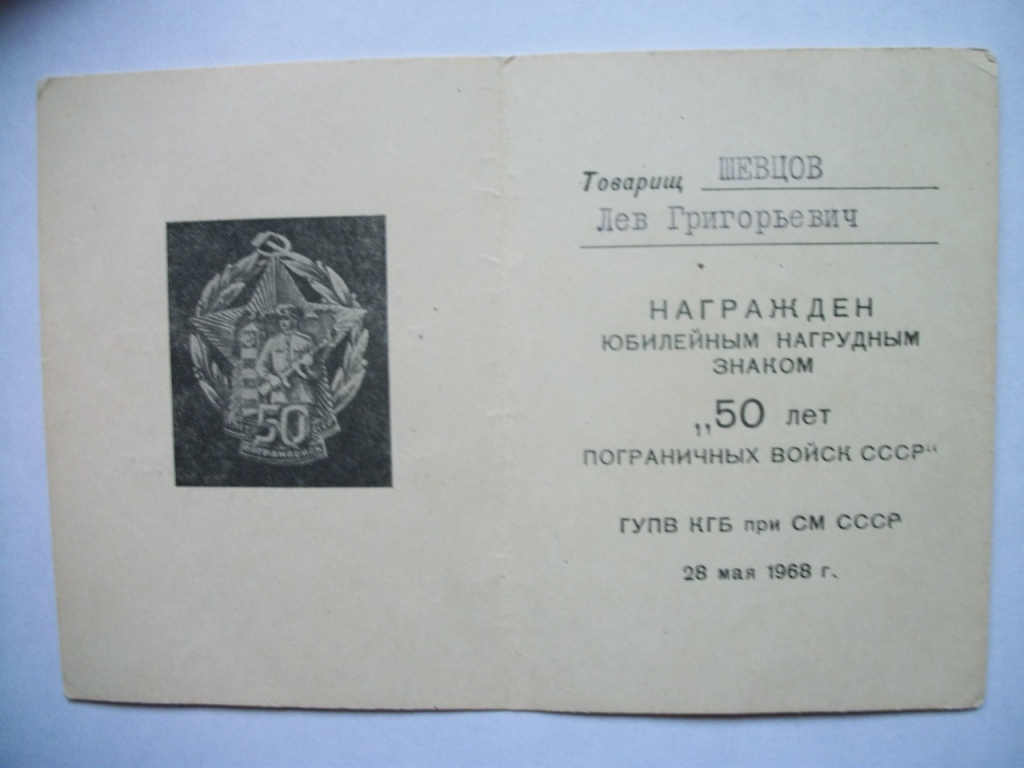 50
Товарищ ШЕВЦОВ
Лев Григорьевич
НАГРАЖДЕН
ЮБИЛЕЙНЫМ НАГРУДНЫМ
ЗНАКОМ
„50 лет
ПОГРАНИЧНЫХ ВОЙСК СССР“
ГУПВ КГБ при СМ СССР
28 мая 1968 г.